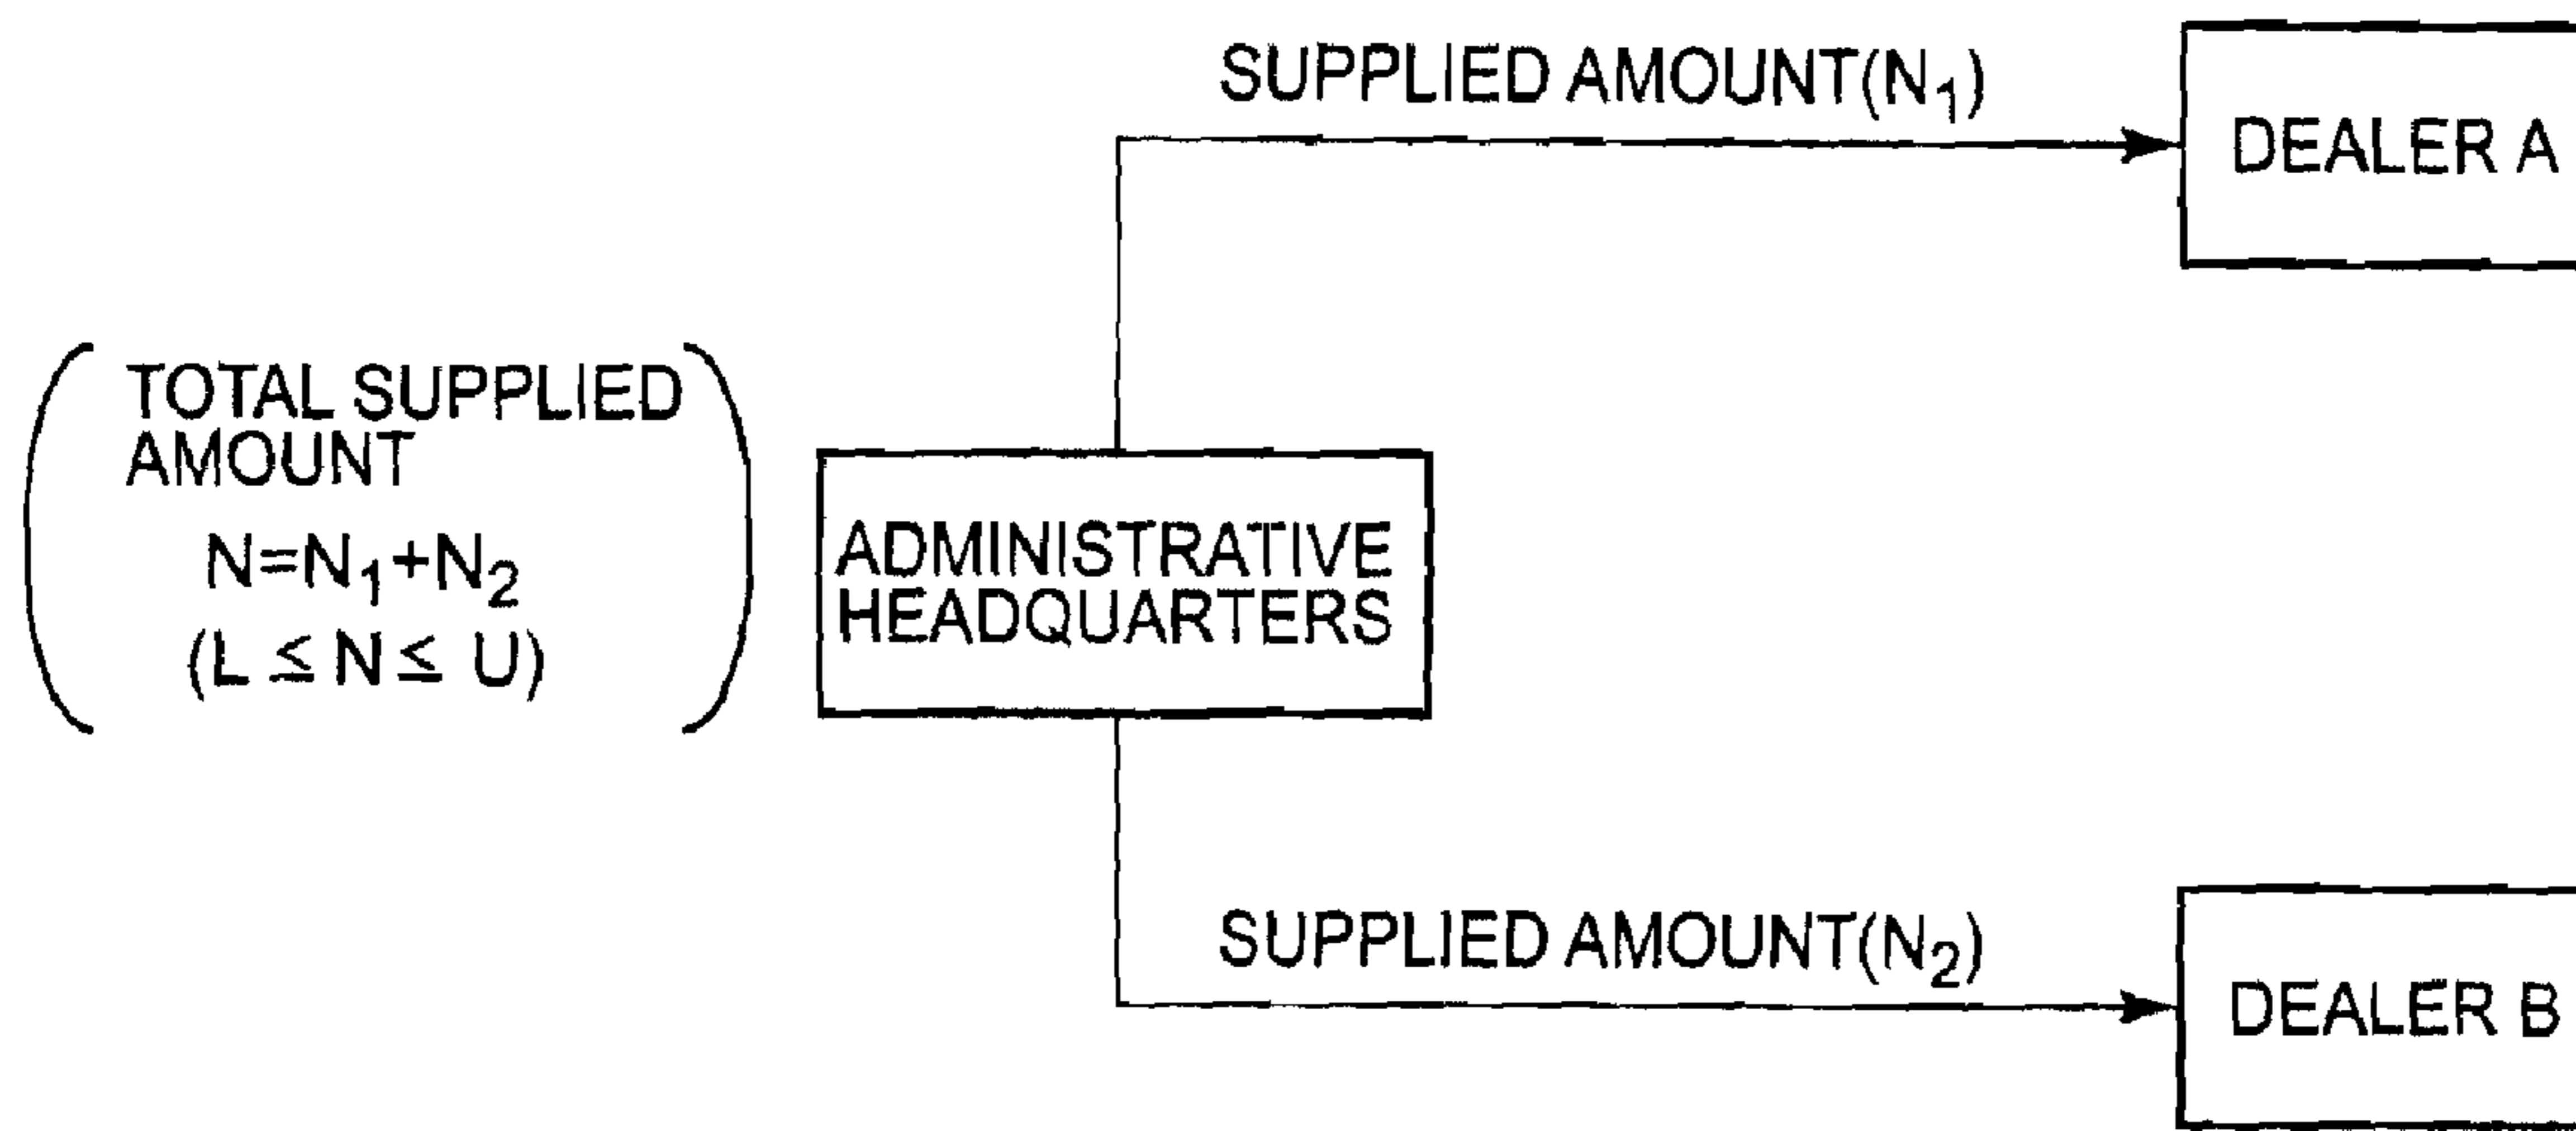 SUPPLIED AMOUNT(N₁)
DEALER A
TOTAL SUPPLIED
AMOUNT
N=N₁+N₂
(L ≤ N ≤ U)
ADMINISTRATIVE
HEADQUARTERS
SUPPLIED AMOUNT(N₂)
DEALER B